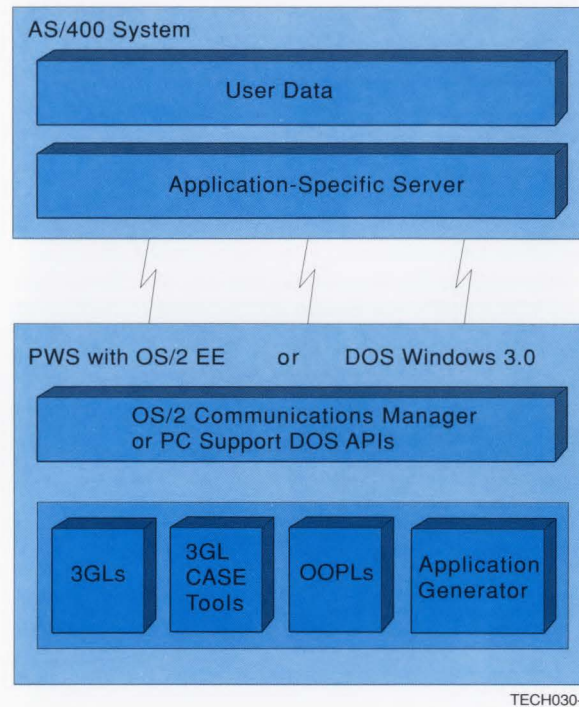 AS/400 System
User Data
Application-Specific Server
PWS with OS/2 EE or DOS Windows 3.0
OS/2 Communications Manager
or PC Support DOS APIs
3GLs
3GL
CASE
Tools
OOPLs
Application
Generator
TECH030-